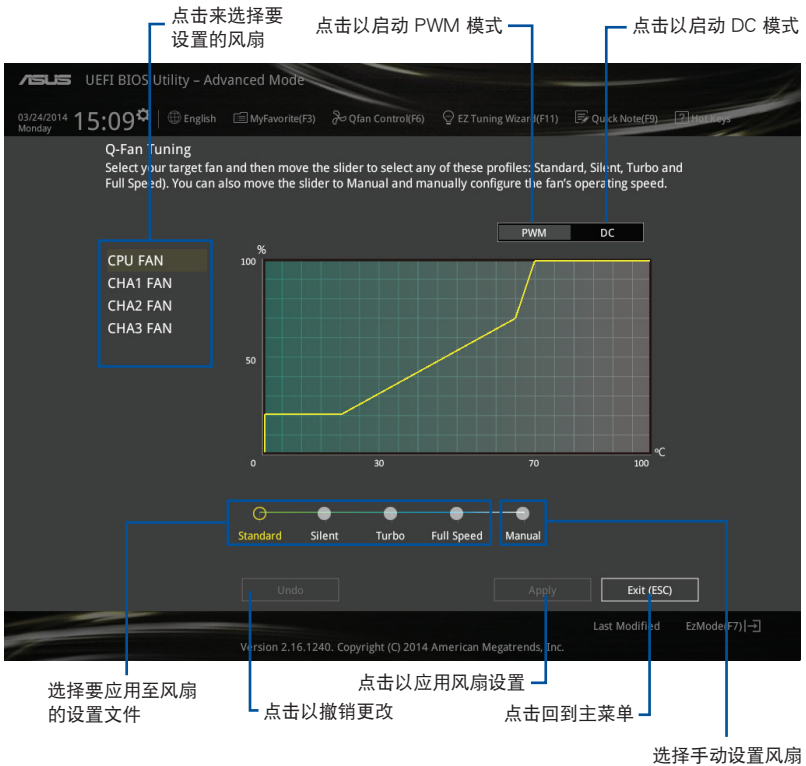 点击来选择要
设置的风扇
点击以启动 PWM 模式
点击以启动 DC 模式
ASUS UEFI BIOS Utility – Advanced Mode
03/24/2014
Monday
15:09
English
MyFavorite(F3)
Qfan Control(F6)
EZ Tuning Wizard(F11)
Quick Note(F9)
? Hot Keys
Q-Fan Tuning
Select your target fan and then move the slider to select any of these profiles: Standard, Silent, Turbo and
Full Speed). You can also move the slider to Manual and manually configure the fan's operating speed.
PWM
DC
CPU FAN
CHA1 FAN
CHA2 FAN
CHA3 FAN
%
100
50
0
30
70
100
ºC
Standard
Silent
Turbo
Full Speed
Manual
Undo
Apply
Exit (ESC)
Last Modified
EzMode(F7)
Version 2.16.1240. Copyright (C) 2014 American Megatrends, Inc.
选择要应用至风扇
的设置文件
点击以撤销更改
点击以应用风扇设置
点击回到主菜单
选择手动设置风扇